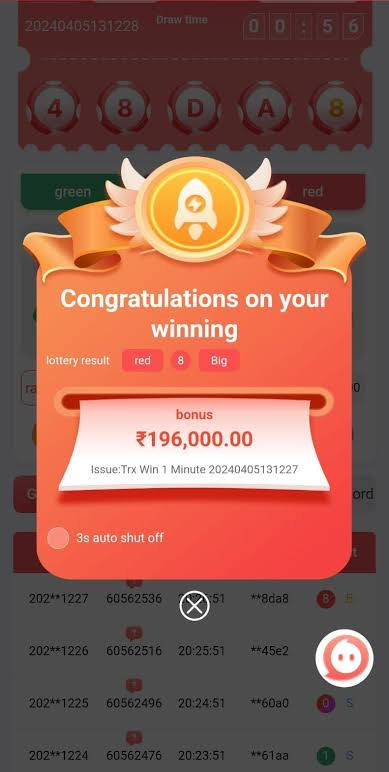 20240405131228
Draw time
0 0 : 5 6
4 8 D A 8
green
red
Congratulations on your
winning
lottery result red 8 Big
bonus
₹196,000.00
Issue:Trx Win 1 Minute 20240405131227
3s auto shut off
202**1227 60562536 :51 **8da8 8 B
202**1226 60562516 20:25:51 **45e2
202**1225 60562496 20:24:51 **60a0 0 S
202**1224 60562476 20:23:51 **61aa 1 S